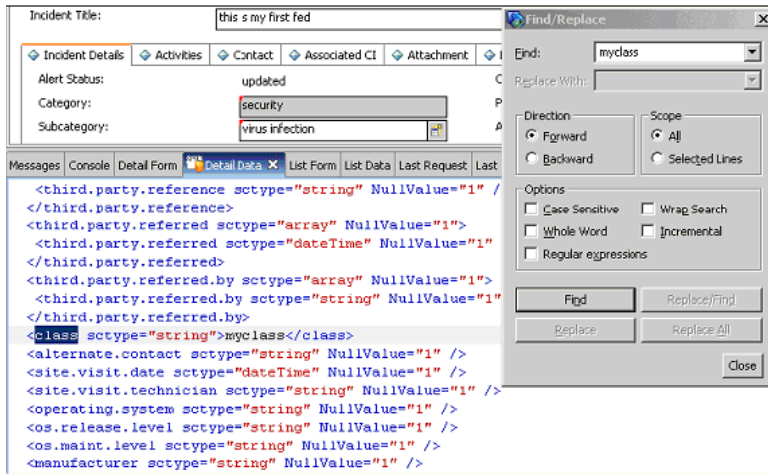 Incident Title: this s my first fed
Incident Details Activities Contact Associated CI Attachment
Alert Status: updated
Category: security
Subcategory: virus infection
Messages Console Detail Form Detail Data List Form List Data Last Request Last
<third.party.reference sctype="string" NullValue="1" /
</third.party.reference>
<third.party.referred sctype="array" NullValue="1">
<third.party.referred sctype="dateTime" NullValue="1"
</third.party.referred>
<third.party.referred.by sctype="array" NullValue="1">
<third.party.referred.by sctype="string" NullValue="1"
</third.party.referred.by>
<class sctype="string">myclass</class>
<alternate.contact sctype="string" NullValue="1" />
<site.visit.date sctype="dateTime" NullValue="1" />
<site.visit.technician sctype="string" NullValue="1" />
<operating.system sctype="string" NullValue="1" />
<os.release.level sctype="string" NullValue="1" />
<os.maint.level sctype="string" NullValue="1" />
<manufacturer sctype="string" NullValue="1" />
Find/Replace
Find: myclass
Replace With:
Direction
Forward
Backward
Scope
All
Selected Lines
Options
Case Sensitive Wrap Search
Whole Word Incremental
Regular expressions
Find Replace/Find
Replace Replace All
Close